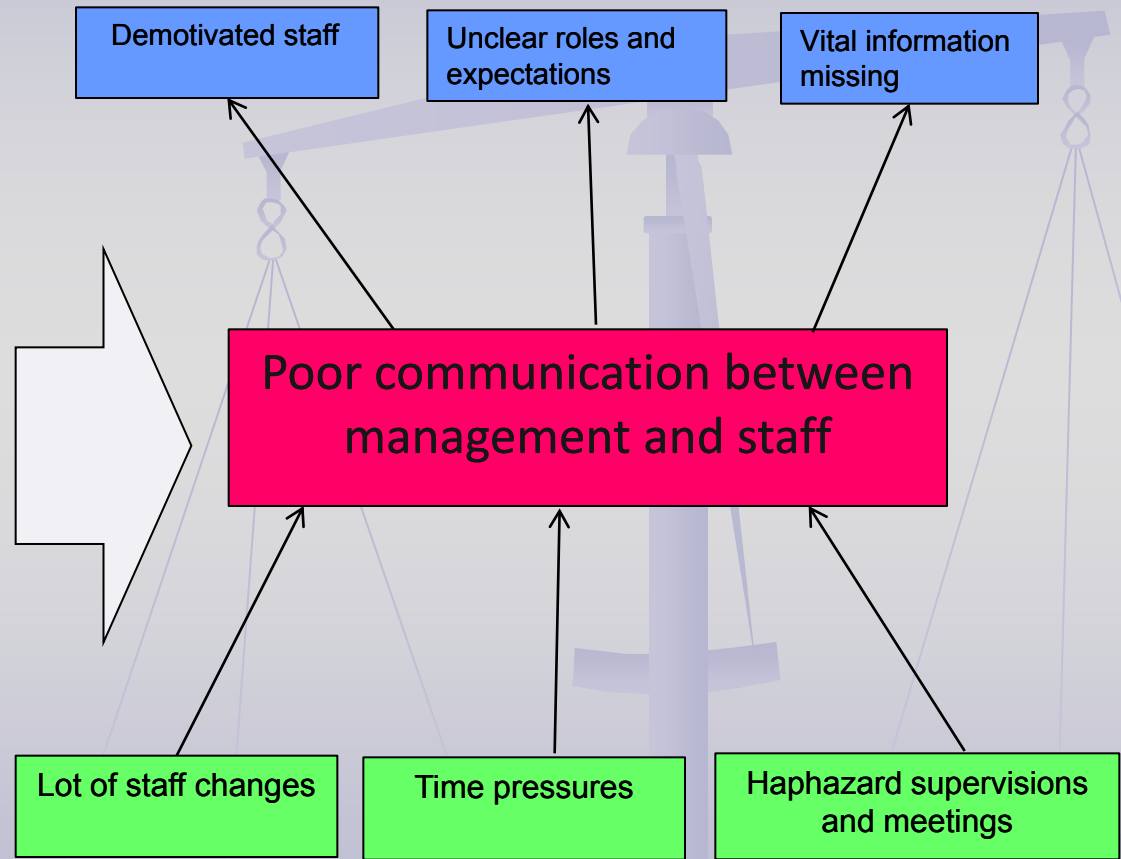 Demotivated staff
Unclear roles and
expectations
Vital information
missing
Poor communication between
management and staff
Lot of staff changes
Time pressures
Haphazard supervisions
and meetings